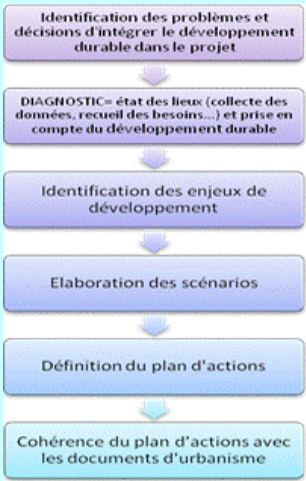 Identification des problèmes et
décisions d'intégrer le développement
durable dans le projet
DIAGNOSTIC= état des lieux (collecte des
données, recueil des besoins...) et prise en
compte du développement durable
Identification des enjeux de
développement
Elaboration des scénarios
Définition du plan d'actions
Cohérence du plan d'actions avec
les documents d'urbanisme